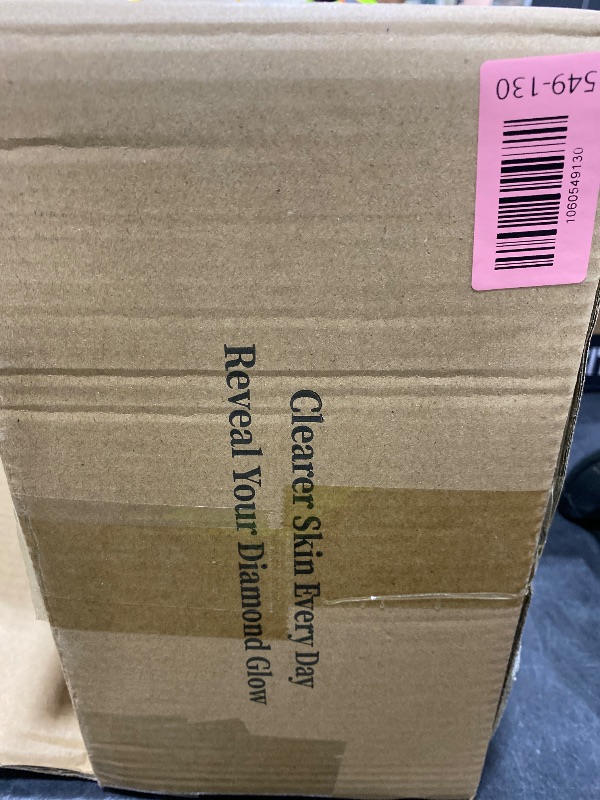 549-130
1060549130
Clearer Skin Every Day
Reveal Your Diamond Glow